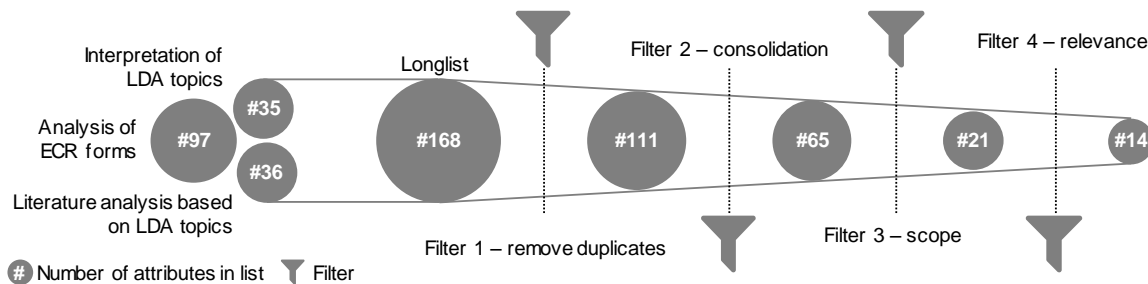 Interpretation of
LDA topics
#35
Analysis of
ECR forms
#97
#36
Literature analysis based
on LDA topics
Longlist
#168
Filter 1 – remove duplicates
#111
Filter 2 – consolidation
#65
Filter 3 – scope
#21
Filter 4 – relevance
#14
# Number of attributes in list
Filter